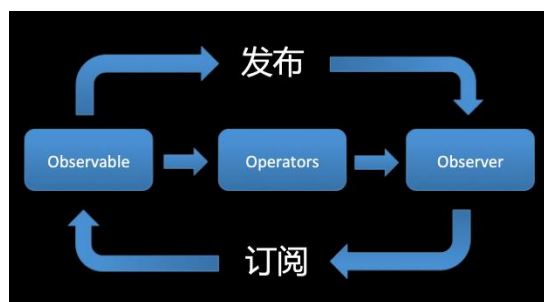 发布
Observable
Operators
Observer
订阅